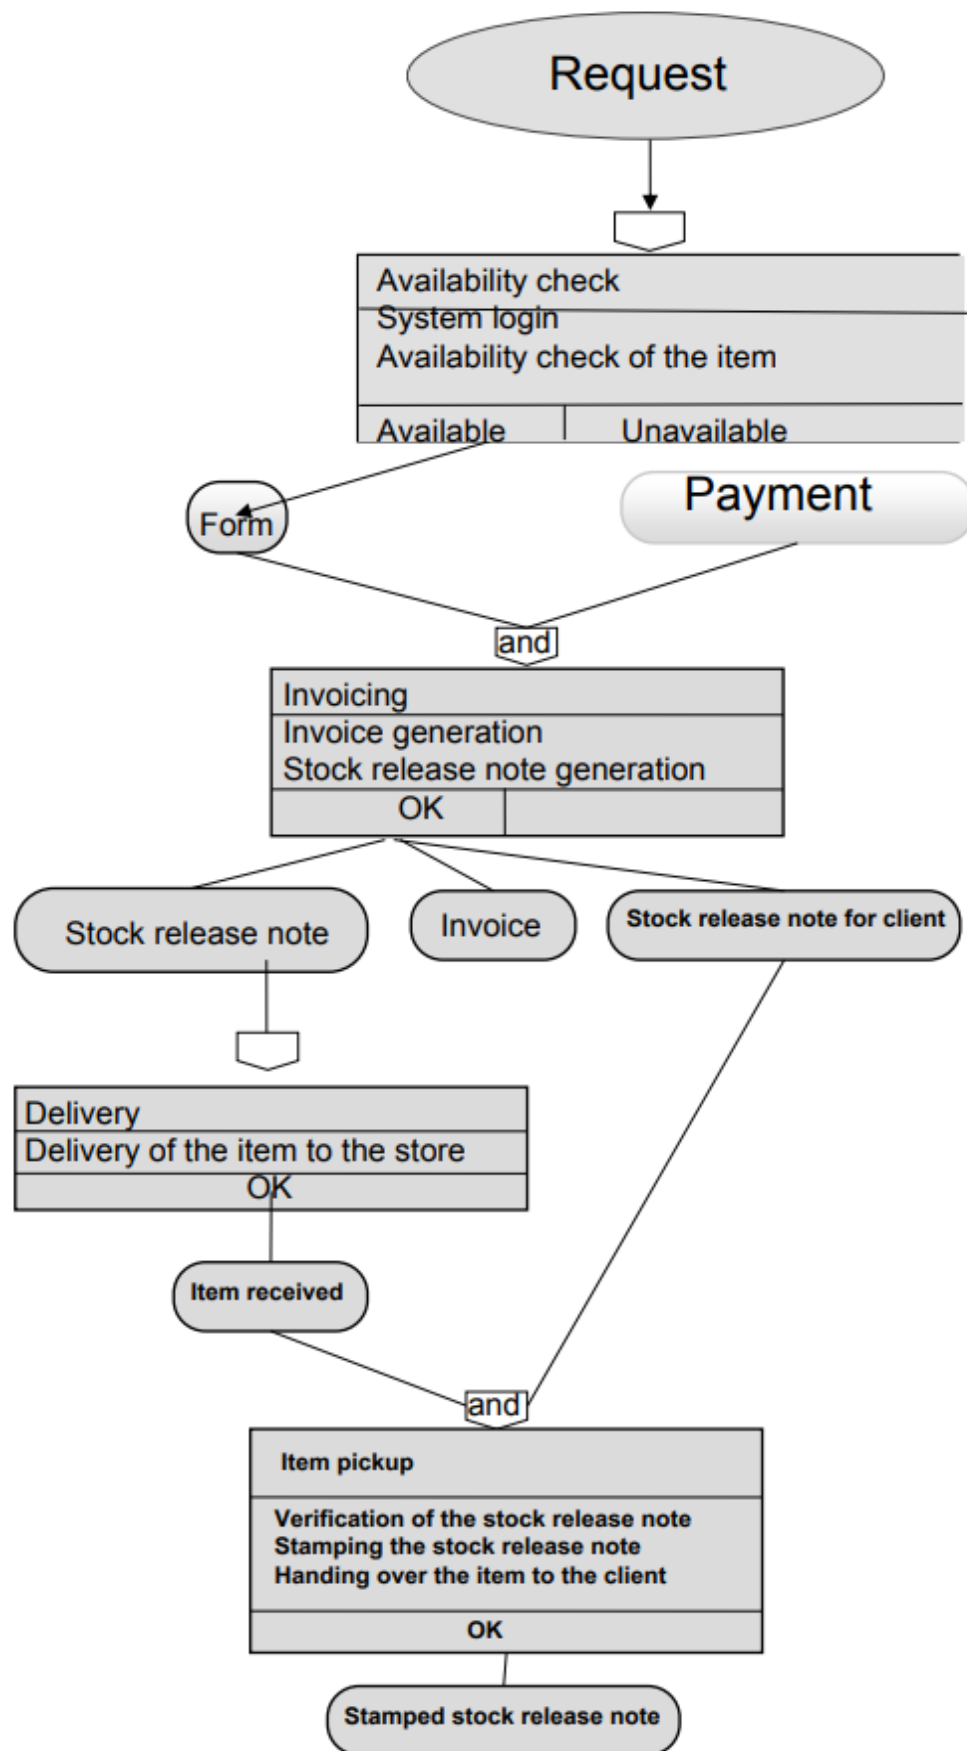 Request
Availability check
System login
Availability check of the item
Available
Unavailable
Form
Payment
and
Invoicing
Invoice generation
Stock release note generation
OK
Stock release note
Invoice
Stock release note for client
Delivery
Delivery of the item to the store
OK
Item received
and
Item pickup
Verification of the stock release note
Stamping the stock release note
Handing over the item to the client
OK
Stamped stock release note